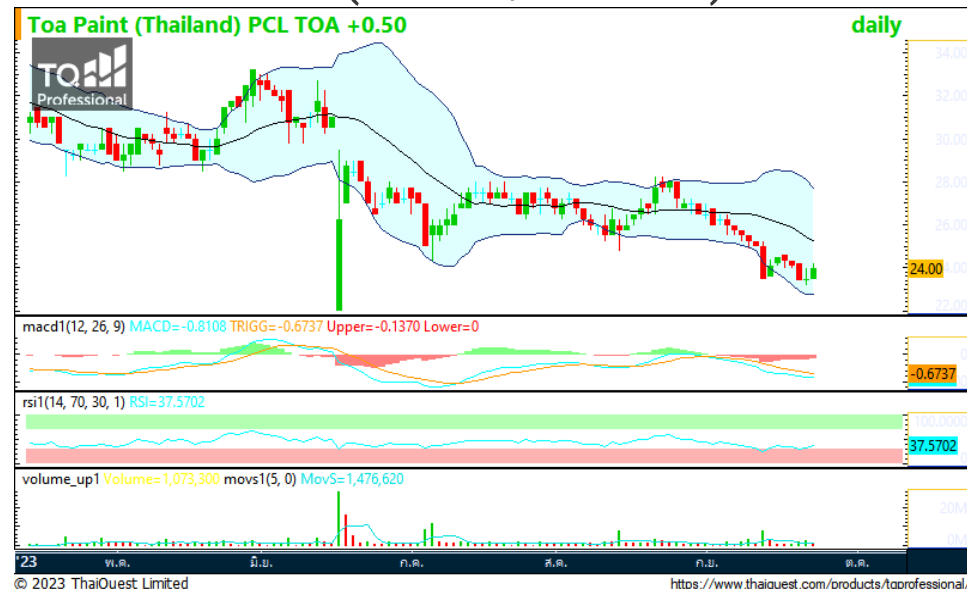 Toa Paint (Thailand) PCL TOA +0.50 daily
TQ
Professional
34.00
32.00
30.00
28.00
26.00
24.00
24.00
22.00
macd1(12, 26, 9) MACD=-0.8108 TRIGG=-0.6737 Upper=-0.1370 Lower=0
0
-0.6737
rsi1(14, 70, 30, 1) RSI=37.5702
100.0000
37.5702
volume_up1 Volume=1,073,300 movs1(5, 0) MovS=1,476,620
20M
0M
'23 พ.ค. มิ.ย. ก.ค. ส.ค. ก.ย. ต.ค.
© 2023 ThaiQuest Limited https://www.thaiquest.com/products/tqprofessional/